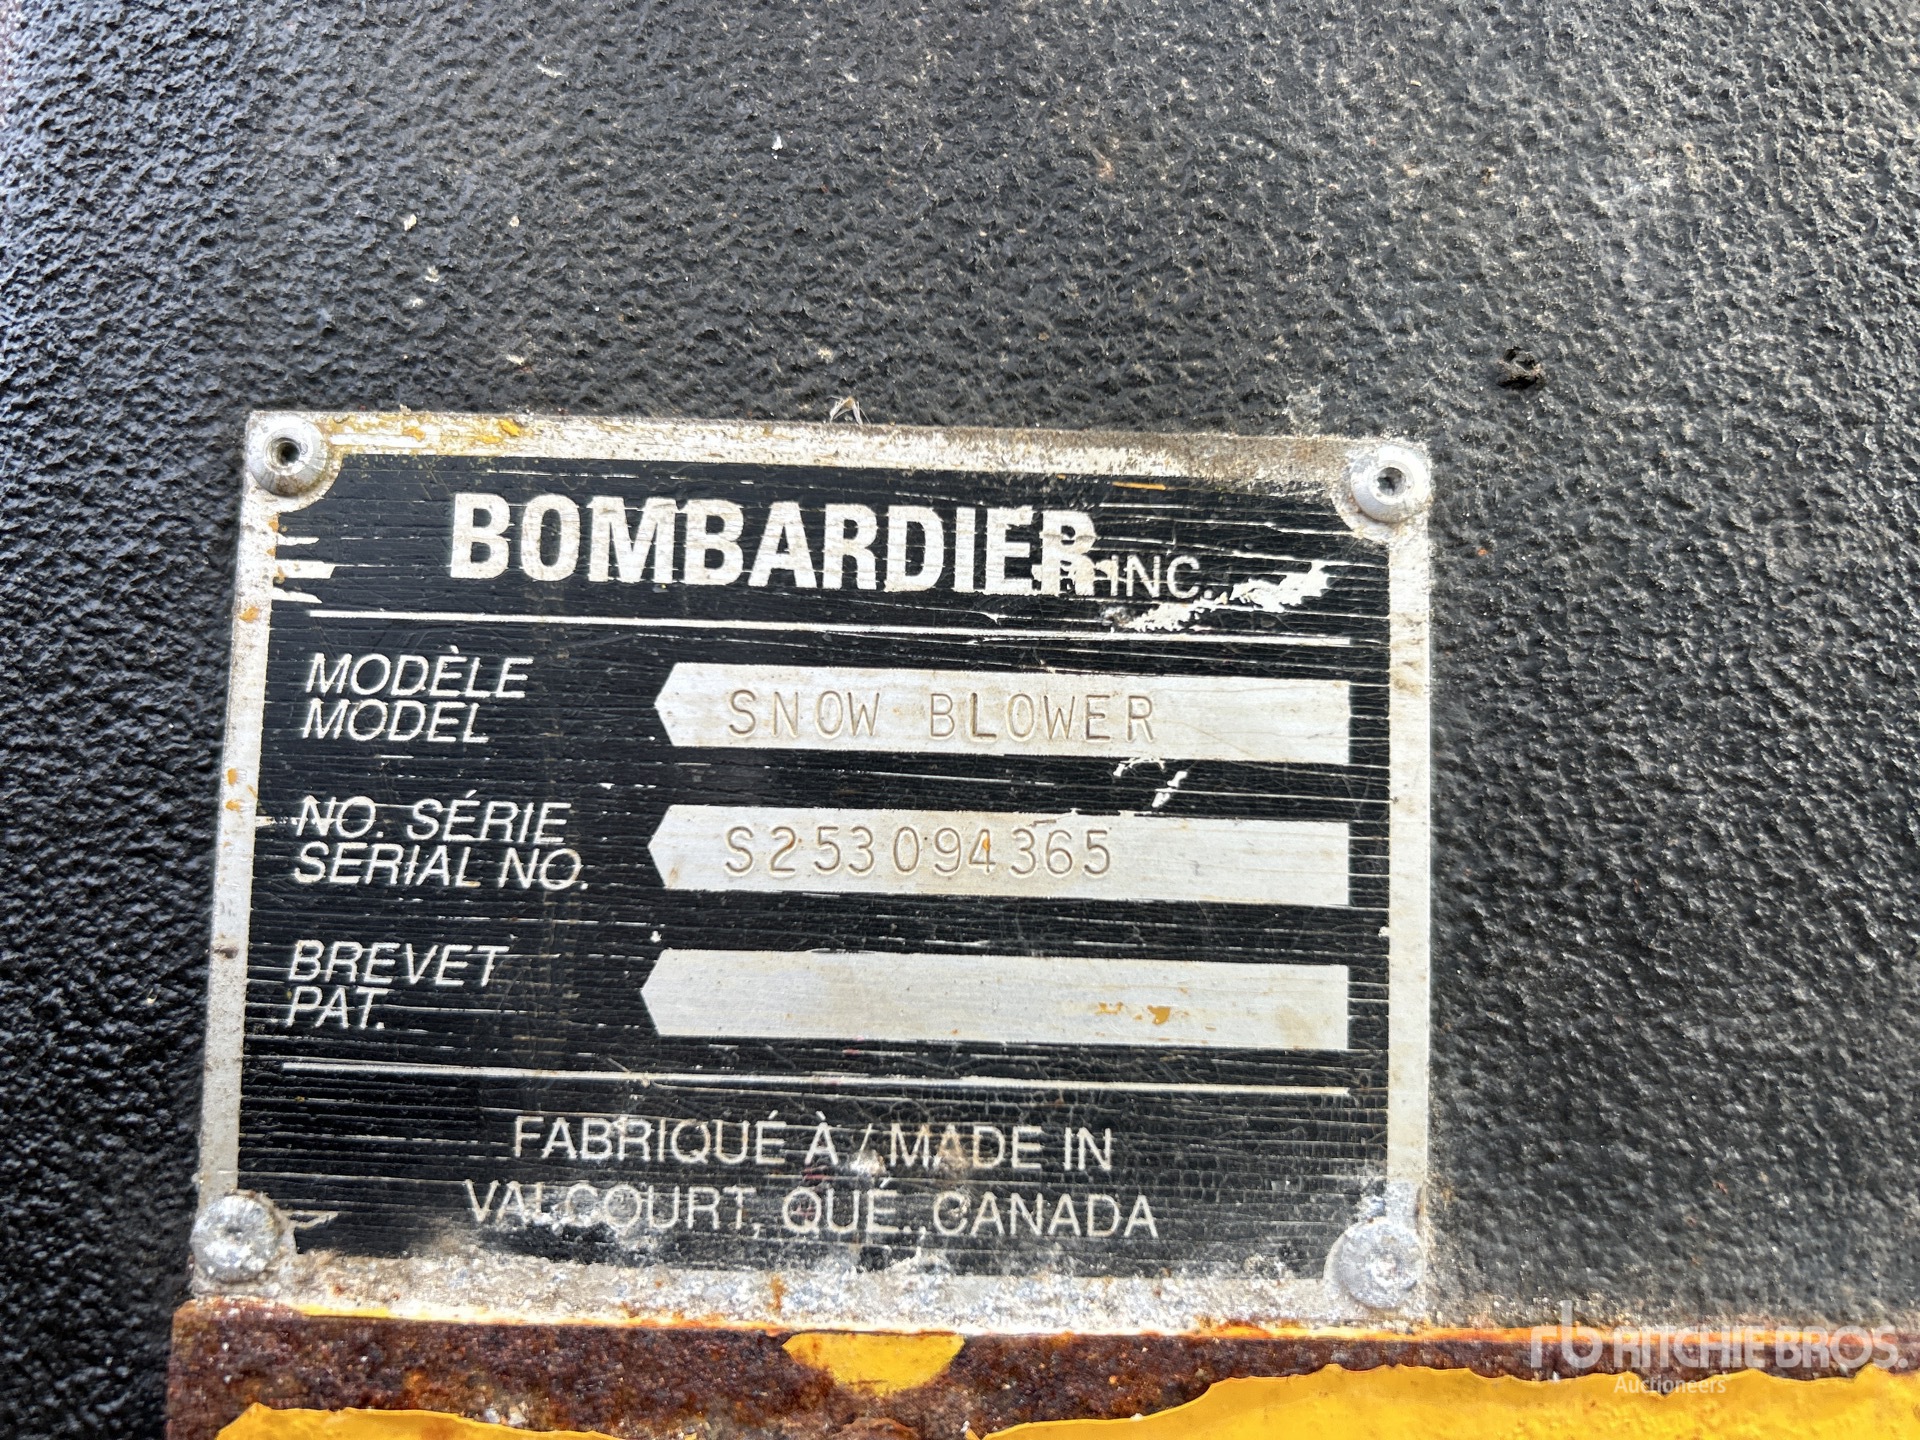 BOMBARDIER INC.
MODÈLE
MODEL
SNOW BLOWER
NO. SÉRIE
SERIAL NO.
S253094365
BREVET
PAT.
FABRIQUÉ À / MADE IN
VALCOURT, QUÉ., CANADA
rb RITCHIE BROS.
Auctioneers